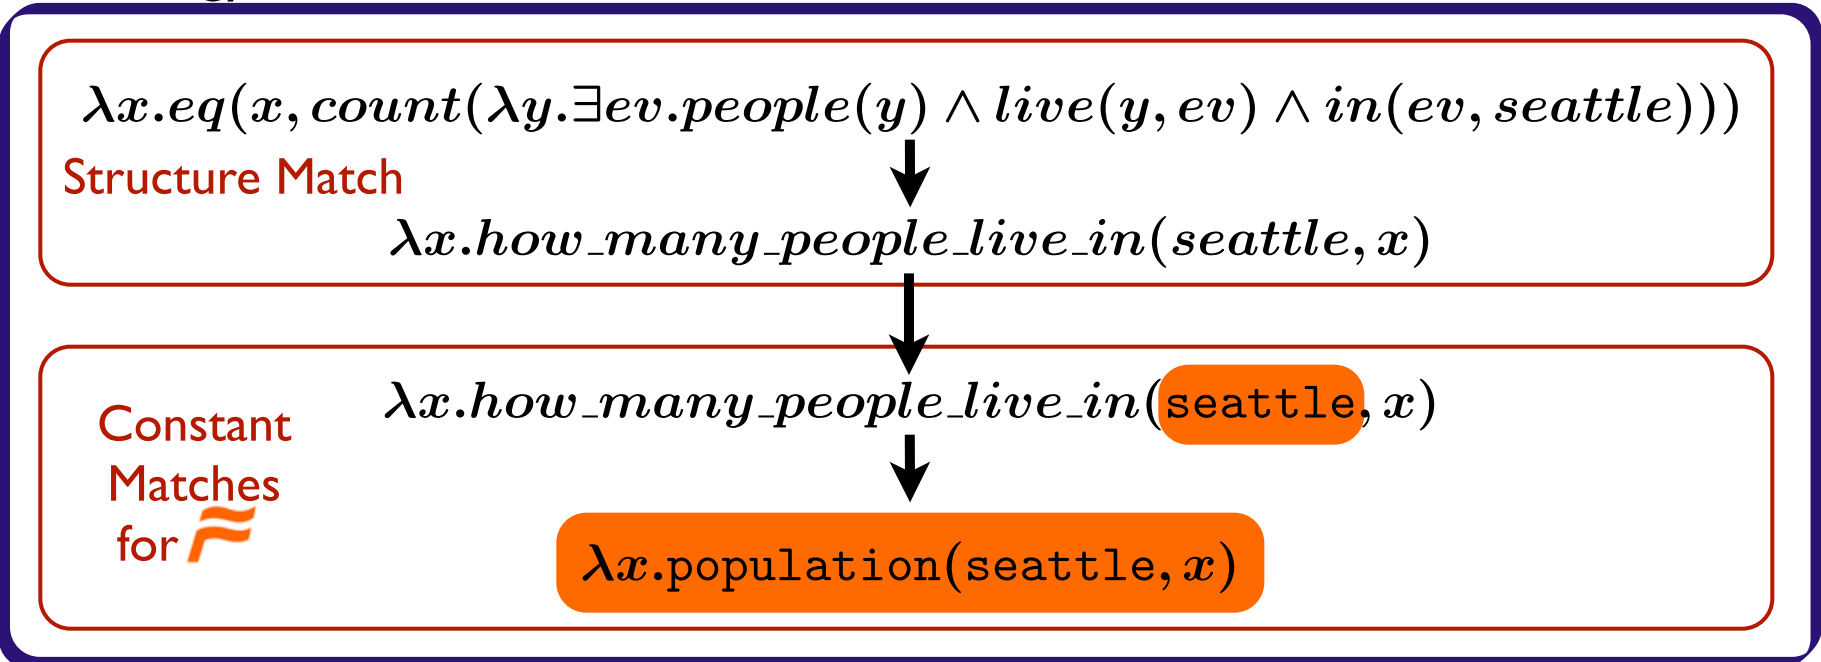 λx.eq(x, count(λy.∃ev.people(y) ∧ live(y, ev) ∧ in(ev, seattle)))
Structure Match
λx.how_many_people_live_in(seattle, x)
λx.how_many_people_live_in(seattle, x)
Constant
Matches
for
λx.population(seattle, x)